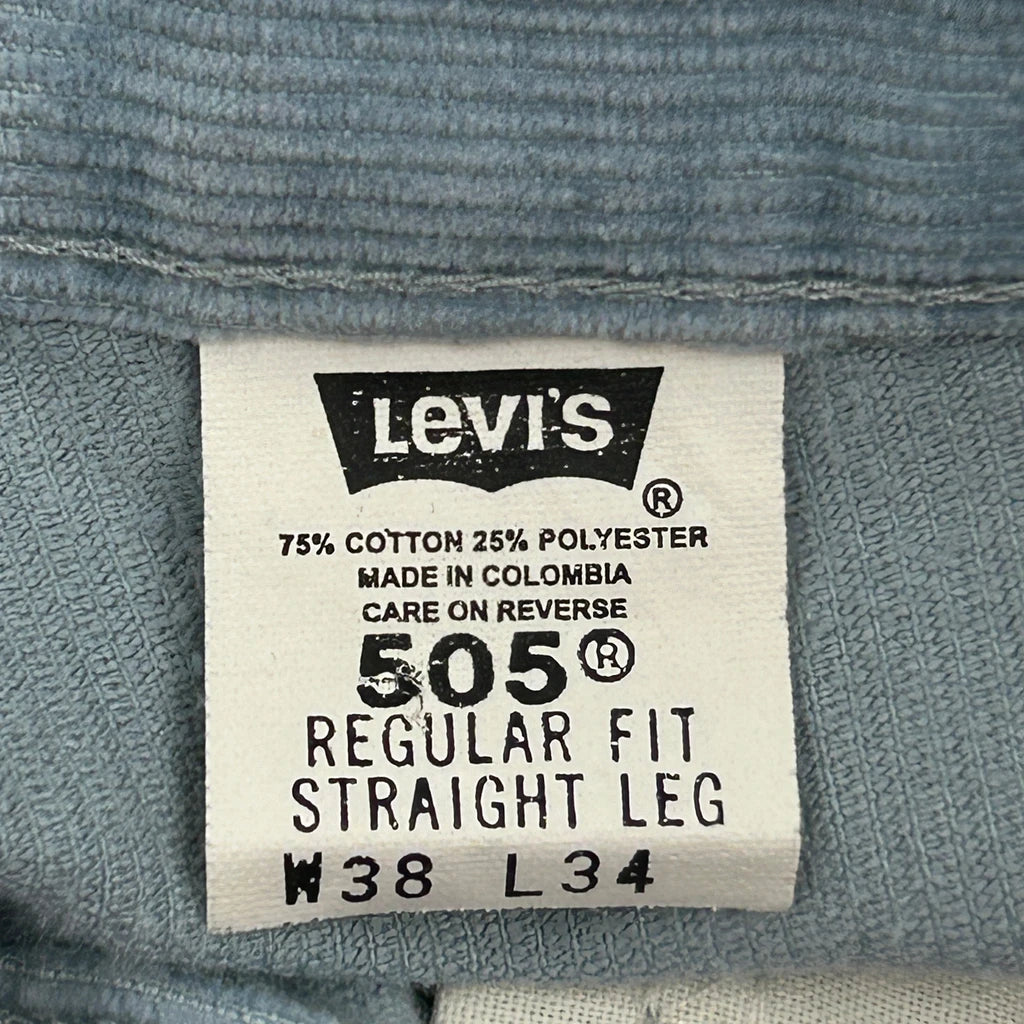 LEVI'S ®
75% COTTON 25% POLYESTER
MADE IN COLOMBIA
CARE ON REVERSE
505®
REGULAR FIT
STRAIGHT LEG
W38 L34